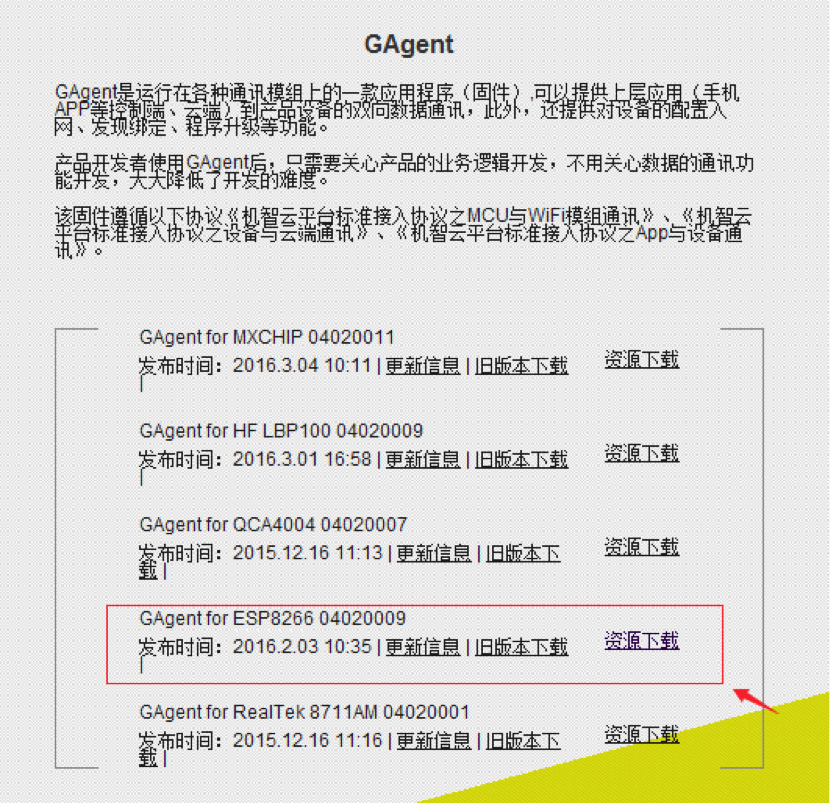 GAgent
GAgent是运行在各种通讯模组上的一款应用程序（固件）,可以提供上层应用（手机
APP等控制端、云端）到产品设备的双向数据通讯，此外，还提供对设备的配置入
网、发现绑定、程序升级等功能。
产品开发者使用GAgent后，只需要关心产品的业务逻辑开发，不用关心数据的通讯功
能开发，大大降低了开发的难度。
该固件遵循以下协议《机智云平台标准接入协议之MCU与WiFi模组通讯》、《机智云
平台标准接入协议之设备与云端通讯》、《机智云平台标准接入协议之App与设备通
讯》。
GAgent for MXCHIP 04020011
发布时间：2016.3.04 10:11 | 更新信息 | 旧版本下载 资源下载
|
GAgent for HF LBP100 04020009
发布时间：2016.3.01 16:58 | 更新信息 | 旧版本下载 资源下载
|
GAgent for QCA4004 04020007
发布时间：2015.12.16 11:13 | 更新信息 | 旧版本下 资源下载
载 |
GAgent for ESP8266 04020009
发布时间：2016.2.03 10:35 | 更新信息 | 旧版本下载 资源下载
|
GAgent for RealTek 8711AM 04020001
发布时间：2015.12.16 11:16 | 更新信息 | 旧版本下 资源下载
载 |